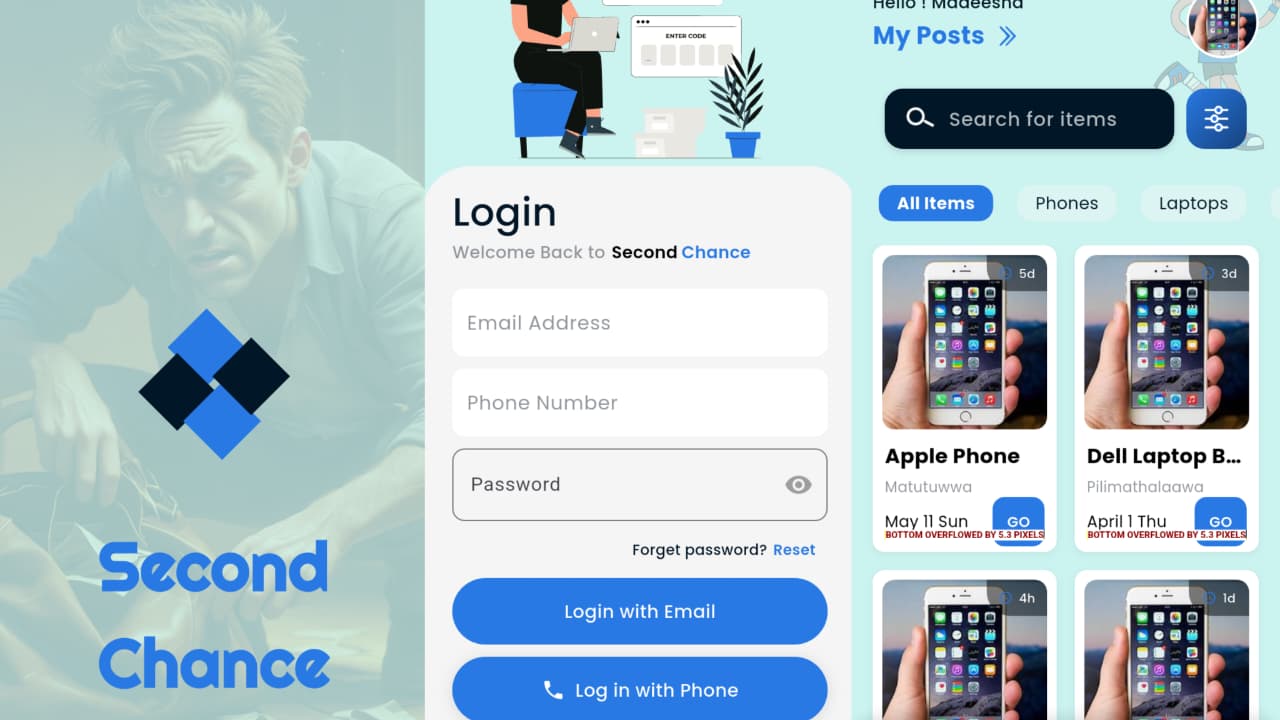 Second
Chance
ENTER CODE
Login
Welcome Back to Second Chance
Email Address
Phone Number
Password
Forget password? Reset
Login with Email
Log in with Phone
Hello ! Madeesha
My Posts
Search for items
All Items
Phones
Laptops
5d
3d
Apple Phone
Dell Laptop B...
Matutuwwa
Pilimathalaawa
May 11 Sun
GO
April 1 Thu
GO
BOTTOM OVERFLOWED BY 5.3 PIXELS
BOTTOM OVERFLOWED BY 5.3 PIXELS
4h
1d